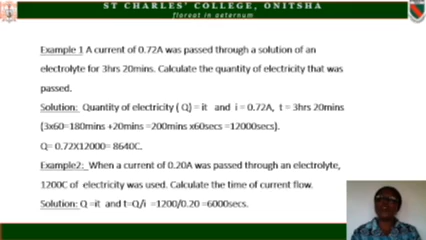 ST CHARLES' COLLEGE, ONITSHA
floreat in aeternum
Example 1 A current of 0.72A was passed through a solution of an
electrolyte for 3hrs 20mins. Calculate the quantity of electricity that was
passed.
Solution: Quantity of electricity ( Q) = it and i = 0.72A, t = 3hrs 20mins
(3x60=180mins +20mins =200mins x60secs =12000secs).
Q= 0.72X12000= 8640C.
Example2: When a current of 0.20A was passed through an electrolyte,
1200C of electricity was used. Calculate the time of current flow.
Solution: Q =it and t=Q/i =1200/0.20 =6000secs.